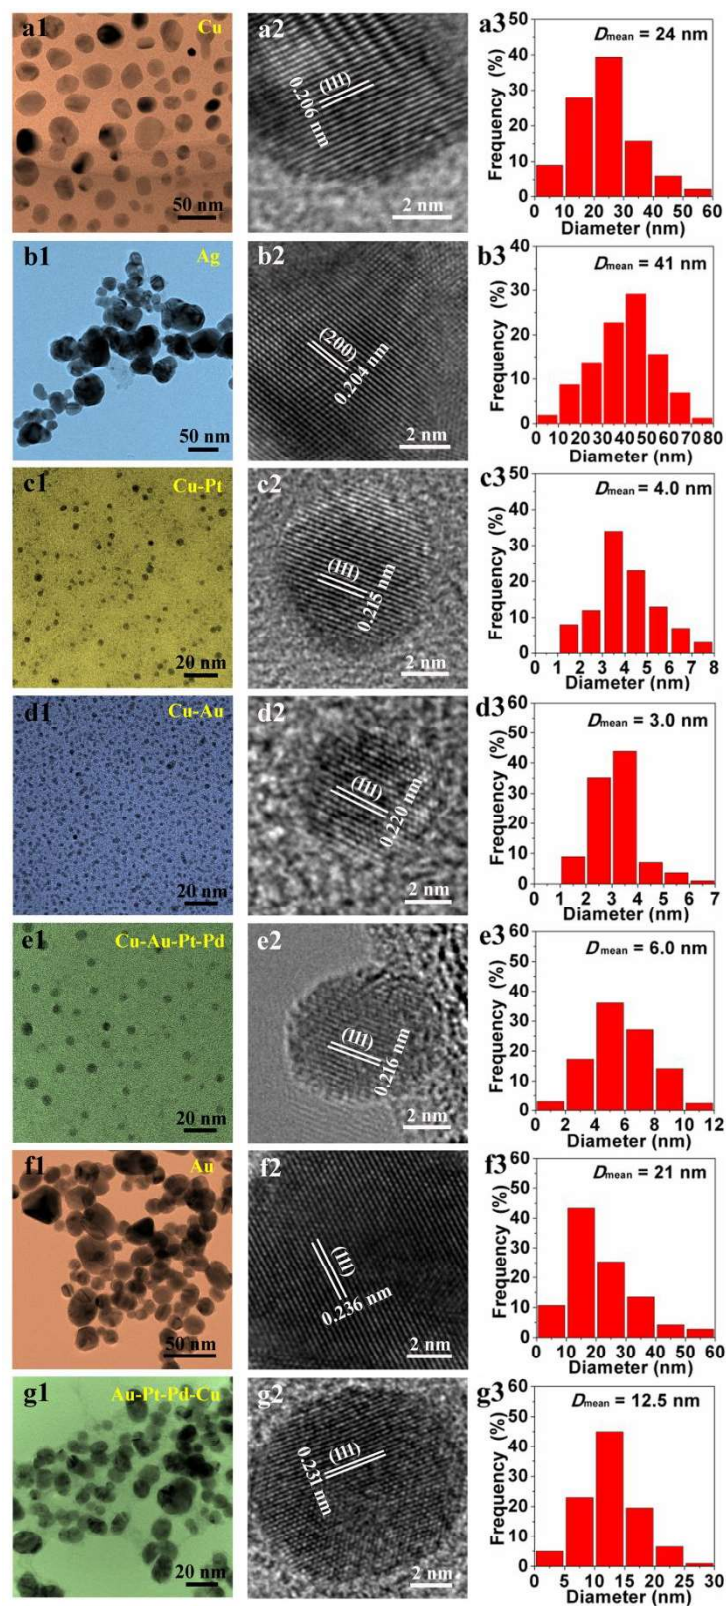 a1
Cu
50 nm
a2
(111)
0.206 nm
2 nm
a3
50
40
30
20
10
0
Frequency (%)
Dmean = 24 nm
0 10 20 30 40 50 60
Diameter (nm)
b1
Ag
50 nm
b2
(200)
0.204 nm
2 nm
b3
40
30
20
10
0
Frequency (%)
Dmean = 41 nm
0 10 20 30 40 50 60 70 80
Diameter (nm)
c1
Cu-Pt
20 nm
c2
(111)
0.215 nm
2 nm
c3
50
40
30
20
10
0
Frequency (%)
Dmean = 4.0 nm
0 1 2 3 4 5 6 7 8
Diameter (nm)
d1
Cu-Au
20 nm
d2
(111)
0.220 nm
2 nm
d3
60
50
40
30
20
10
0
Frequency (%)
Dmean = 3.0 nm
0 1 2 3 4 5 6 7
Diameter (nm)
e1
Cu-Au-Pt-Pd
20 nm
e2
(111)
0.216 nm
2 nm
e3
60
50
40
30
20
10
0
Frequency (%)
Dmean = 6.0 nm
0 2 4 6 8 10 12
Diameter (nm)
f1
Au
50 nm
f2
(111)
0.236 nm
2 nm
f3
60
50
40
30
20
10
0
Frequency (%)
Dmean = 21 nm
0 10 20 30 40 50 60
Diameter (nm)
g1
Au-Pt-Pd-Cu
20 nm
g2
(111)
0.231 nm
2 nm
g3
60
50
40
30
20
10
0
Frequency (%)
Dmean = 12.5 nm
0 5 10 15 20 25 30
Diameter (nm)